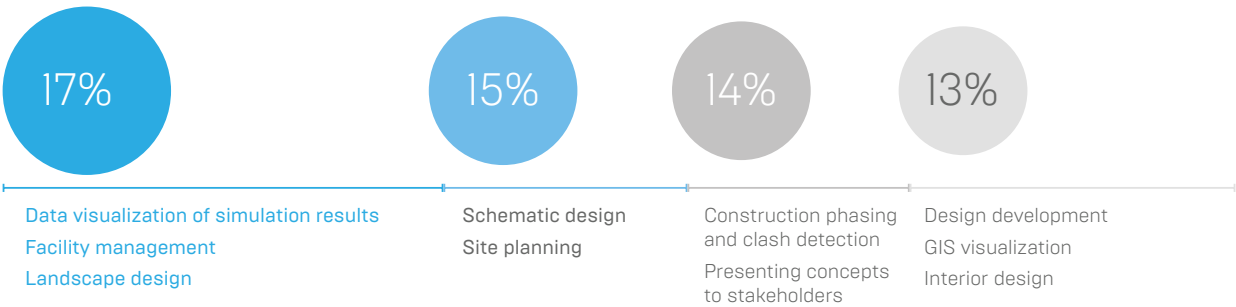 17%
15%
14%
13%
Data visualization of simulation results
Facility management
Landscape design
Schematic design
Site planning
Construction phasing
and clash detection
Presenting concepts
to stakeholders
Design development
GIS visualization
Interior design